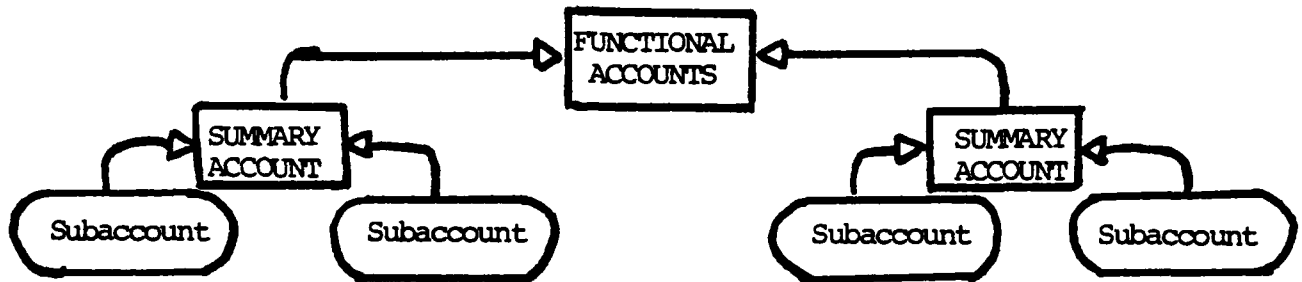 FUNCTIONAL
ACCOUNTS
SUMMARY
ACCOUNT
SUMMARY
ACCOUNT
Subaccount
Subaccount
Subaccount
Subaccount